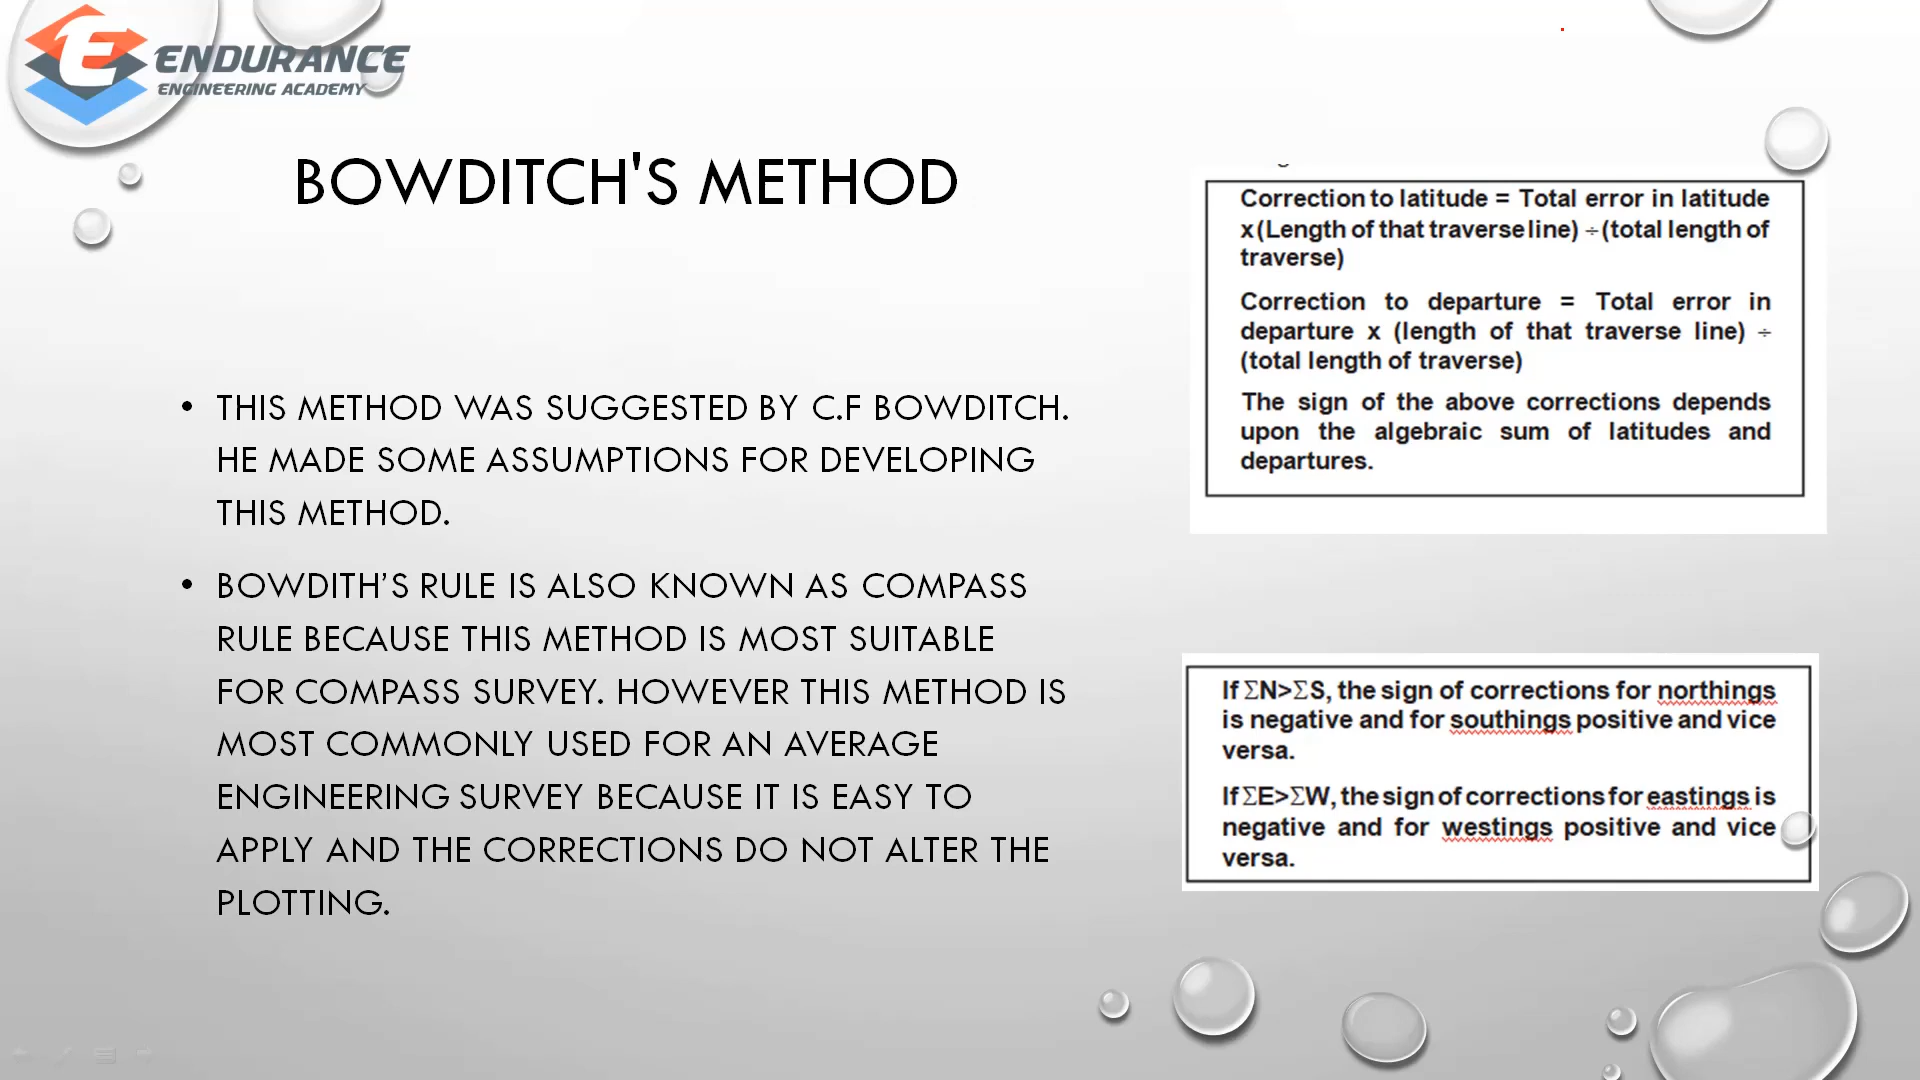 ENDURANCE
ENGINEERING ACADEMY
BOWDITCH'S METHOD
• THIS METHOD WAS SUGGESTED BY C.F BOWDITCH.
HE MADE SOME ASSUMPTIONS FOR DEVELOPING
THIS METHOD.
• BOWDITH’S RULE IS ALSO KNOWN AS COMPASS
RULE BECAUSE THIS METHOD IS MOST SUITABLE
FOR COMPASS SURVEY. HOWEVER THIS METHOD IS
MOST COMMONLY USED FOR AN AVERAGE
ENGINEERING SURVEY BECAUSE IT IS EASY TO
APPLY AND THE CORRECTIONS DO NOT ALTER THE
PLOTTING.
Correction to latitude = Total error in latitude
x (Length of that traverse line) ÷ (total length of
traverse)
Correction to departure = Total error in
departure x (length of that traverse line) ÷
(total length of traverse)
The sign of the above corrections depends
upon the algebraic sum of latitudes and
departures.
If ΣN>ΣS, the sign of corrections for northings
is negative and for southings positive and vice
versa.
If ΣE>ΣW, the sign of corrections for eastings is
negative and for westings positive and vice
versa.